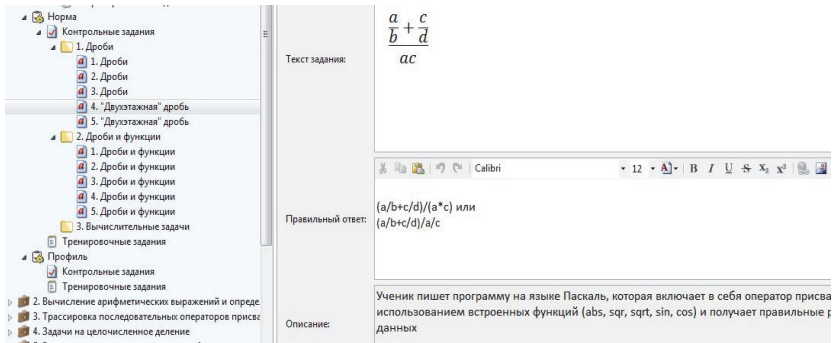 Норма
Контрольные задания
1. Дроби
1. Дроби
2. Дроби
3. Дроби
4. "Двухэтажная" дробь
5. "Двухэтажная" дробь
2. Дроби и функции
1. Дроби и функции
2. Дроби и функции
3. Дроби и функции
4. Дроби и функции
5. Дроби и функции
3. Вычислительные задачи
Тренировочные задания
Профиль
Контрольные задания
Тренировочные задания
2. Вычисление арифметических выражений и опреде
3. Трассировка последовательных операторов присва
4. Задачи на целочисленное деление
Текст задания:
a c
b + d
ac
Calibri 12 A B I U S X₂ X²
Правильный ответ:
(a/b+c/d)/(a*c) или
(a/b+c/d)/a/c
Описание:
Ученик пишет программу на языке Паскаль, которая включает в себя оператор присва
использованием встроенных функций (abs, sqr, sqrt, sin, cos) и получает правильные р
данных